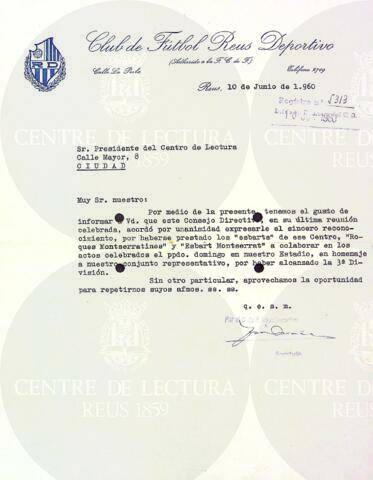 Club de Fútbol Reus Deportivo
(Adherido a la F. C. de F.)
Calle La Perla
Teléfono 2749
Reus, 10 de Junio de 1.960
Registro n.º 5313
Sr. Presidente del Centro de Lectura
Calle Mayor, 8
CIUDAD
Muy Sr. nuestro:
Por medio de la presente, tenemos el gusto de
informar a Vd. que este Consejo Directivo, en su última reunión
celebrada, acordó por unanimidad expresarle el sincero recono-
cimiento, por haberse prestado los "esbarts" de ese Centro, "Ro-
ques Montserratines" y "Esbart Montserrat" a colaborar en los
actos celebrados el ppdo. domingo en nuestro Estadio, en homenaje
a nuestro conjunto representativo, por haber alcanzado la 3ª Di-
visión.
Sin otro particular, aprovechamos la oportunidad
para repetirnos suyos afmos. ss. ss.
q. e. s. m.
CENTRE DE LECTURA
REUS 1859